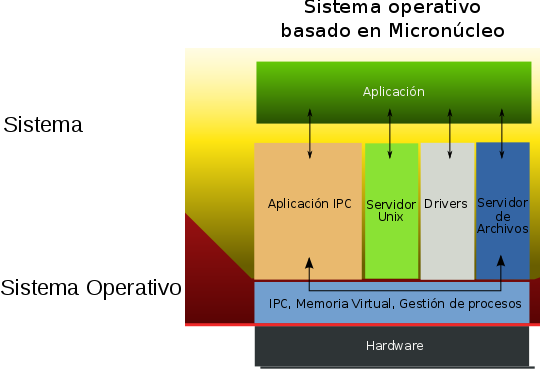 Sistema operativo
basado en Micronúcleo
Aplicación
Sistema
Aplicación IPC
Servidor
Unix
Drivers
Servidor
de
Archivos
Sistema Operativo
IPC, Memoria Virtual, Gestión de procesos
Hardware